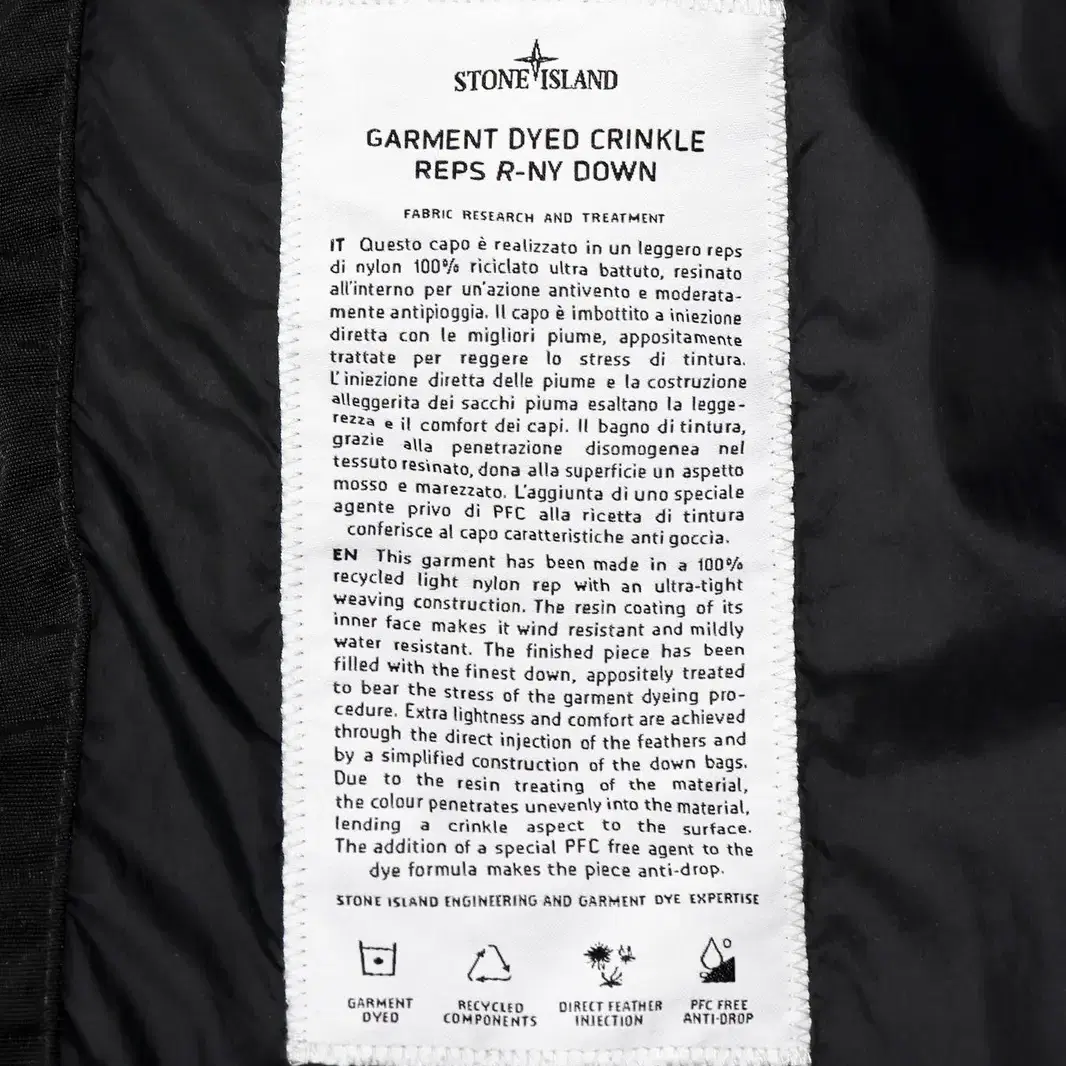 STONE ISLAND
GARMENT DYED CRINKLE
REPS R-NY DOWN
FABRIC RESEARCH AND TREATMENT
IT Questo capo è realizzato in un leggero reps
di nylon 100% riciclato ultra battuto, resinato
all'interno per un'azione antivento e moderata-
mente antipioggia. Il capo è imbottito a iniezione
diretta con le migliori piume, appositamente
trattate per reggere lo stress di tintura.
L'iniezione diretta delle piume e la costruzione
alleggerita dei sacchi piuma esaltano la legge-
rezza e il comfort dei capi. Il bagno di tintura,
grazie alla penetrazione disomogenea nel
tessuto resinato, dona alla superficie un aspetto
mosso e marezzato. L'aggiunta di uno speciale
agente privo di PFC alla ricetta di tintura
conferisce al capo caratteristiche anti goccia.
EN This garment has been made in a 100%
recycled light nylon rep with an ultra-tight
weaving construction. The resin coating of its
inner face makes it wind resistant and mildly
water resistant. The finished piece has been
filled with the finest down, appositely treated
to bear the stress of the garment dyeing pro-
cedure. Extra lightness and comfort are achieved
through the direct injection of the feathers and
by a simplified construction of the down bags.
Due to the resin treating of the material,
the colour penetrates unevenly into the material,
lending a crinkle aspect to the surface.
The addition of a special PFC free agent to the
dye formula makes the piece anti-drop.
STONE ISLAND ENGINEERING AND GARMENT DYE EXPERTISE
GARMENT DYED
RECYCLED COMPONENTS
DIRECT FEATHER INJECTION
PFC FREE ANTI-DROP